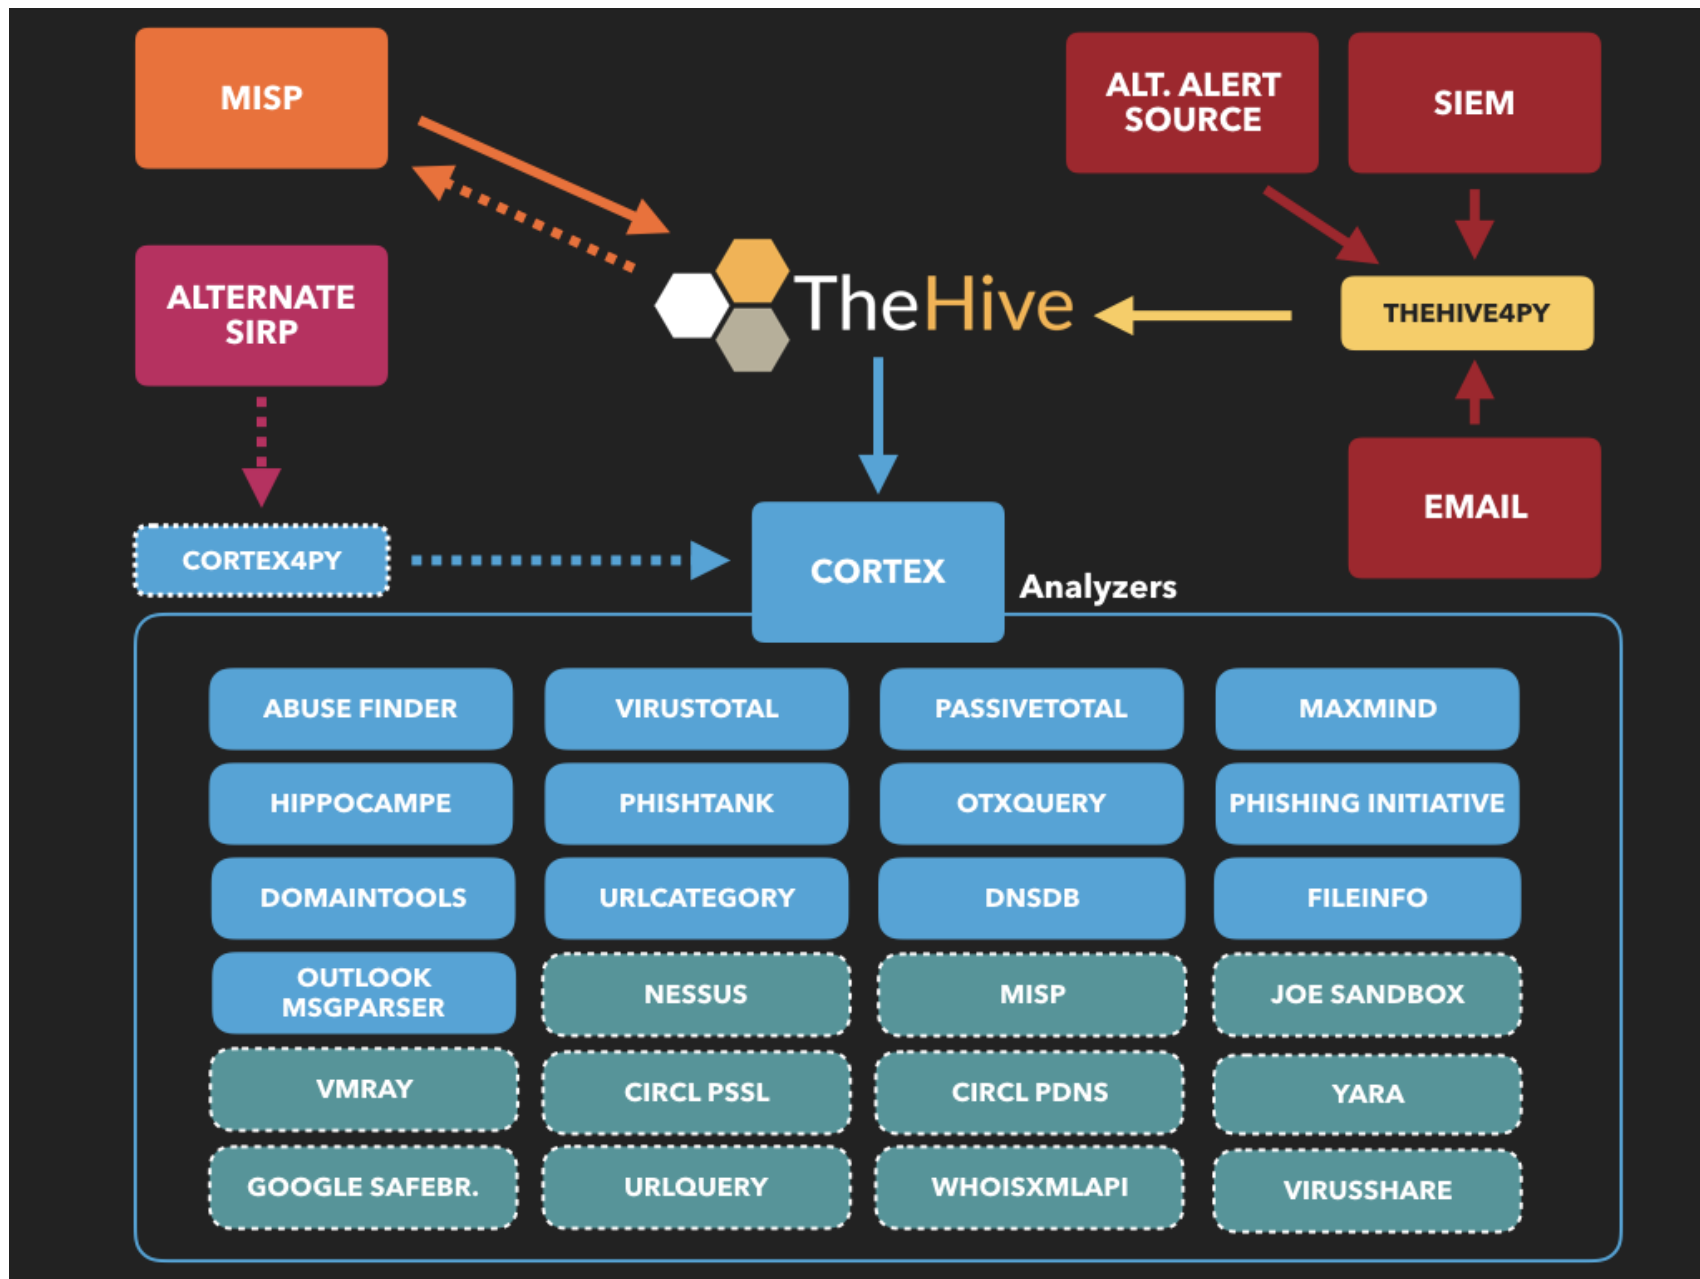 MISP
ALT. ALERT
SOURCE
SIEM
ALTERNATE
SIRP
TheHive
THEHIVE4PY
EMAIL
CORTEX4PY
CORTEX
Analyzers
ABUSE FINDER
VIRUSTOTAL
PASSIVETOTAL
MAXMIND
HIPPOCAMPE
PHISHTANK
OTXQUERY
PHISHING INITIATIVE
DOMAINTOOLS
URLCATEGORY
DNSDB
FILEINFO
OUTLOOK
MSGPARSER
NESSUS
MISP
JOE SANDBOX
VMRAY
CIRCL PSSL
CIRCL PDNS
YARA
GOOGLE SAFEBR.
URLQUERY
WHOISXMLAPI
VIRUSSHARE